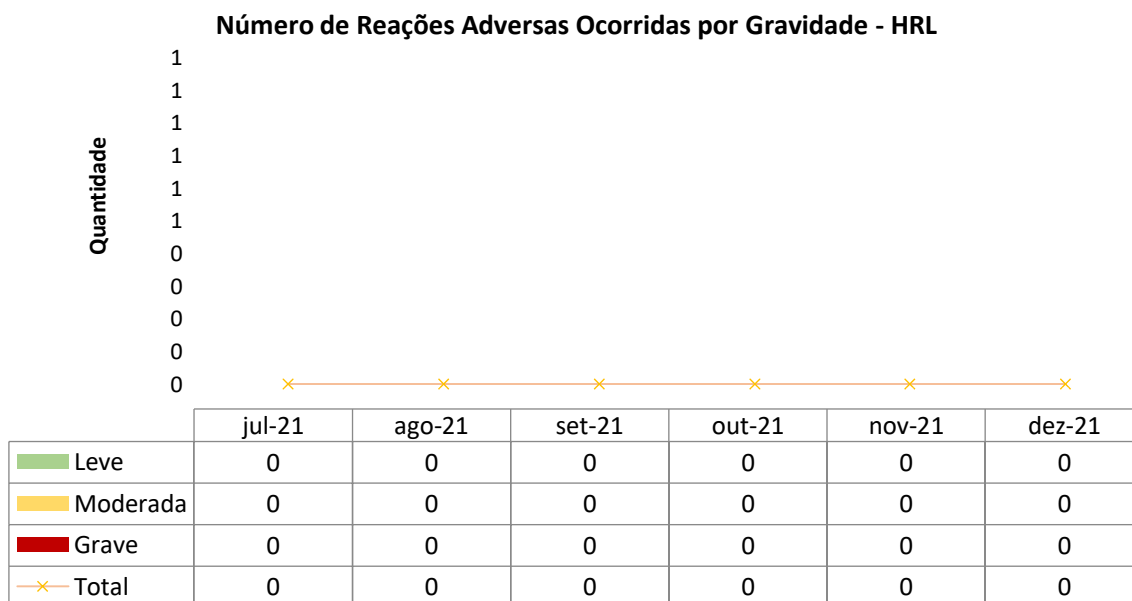 Número de Reações Adversas Ocorridas por Gravidade - HRL
Quantidade
1
1
1
1
1
1
0
0
0
0
0
jul-21 ago-21 set-21 out-21 nov-21 dez-21
Leve 0 0 0 0 0 0
Moderada 0 0 0 0 0 0
Grave 0 0 0 0 0 0
Total 0 0 0 0 0 0